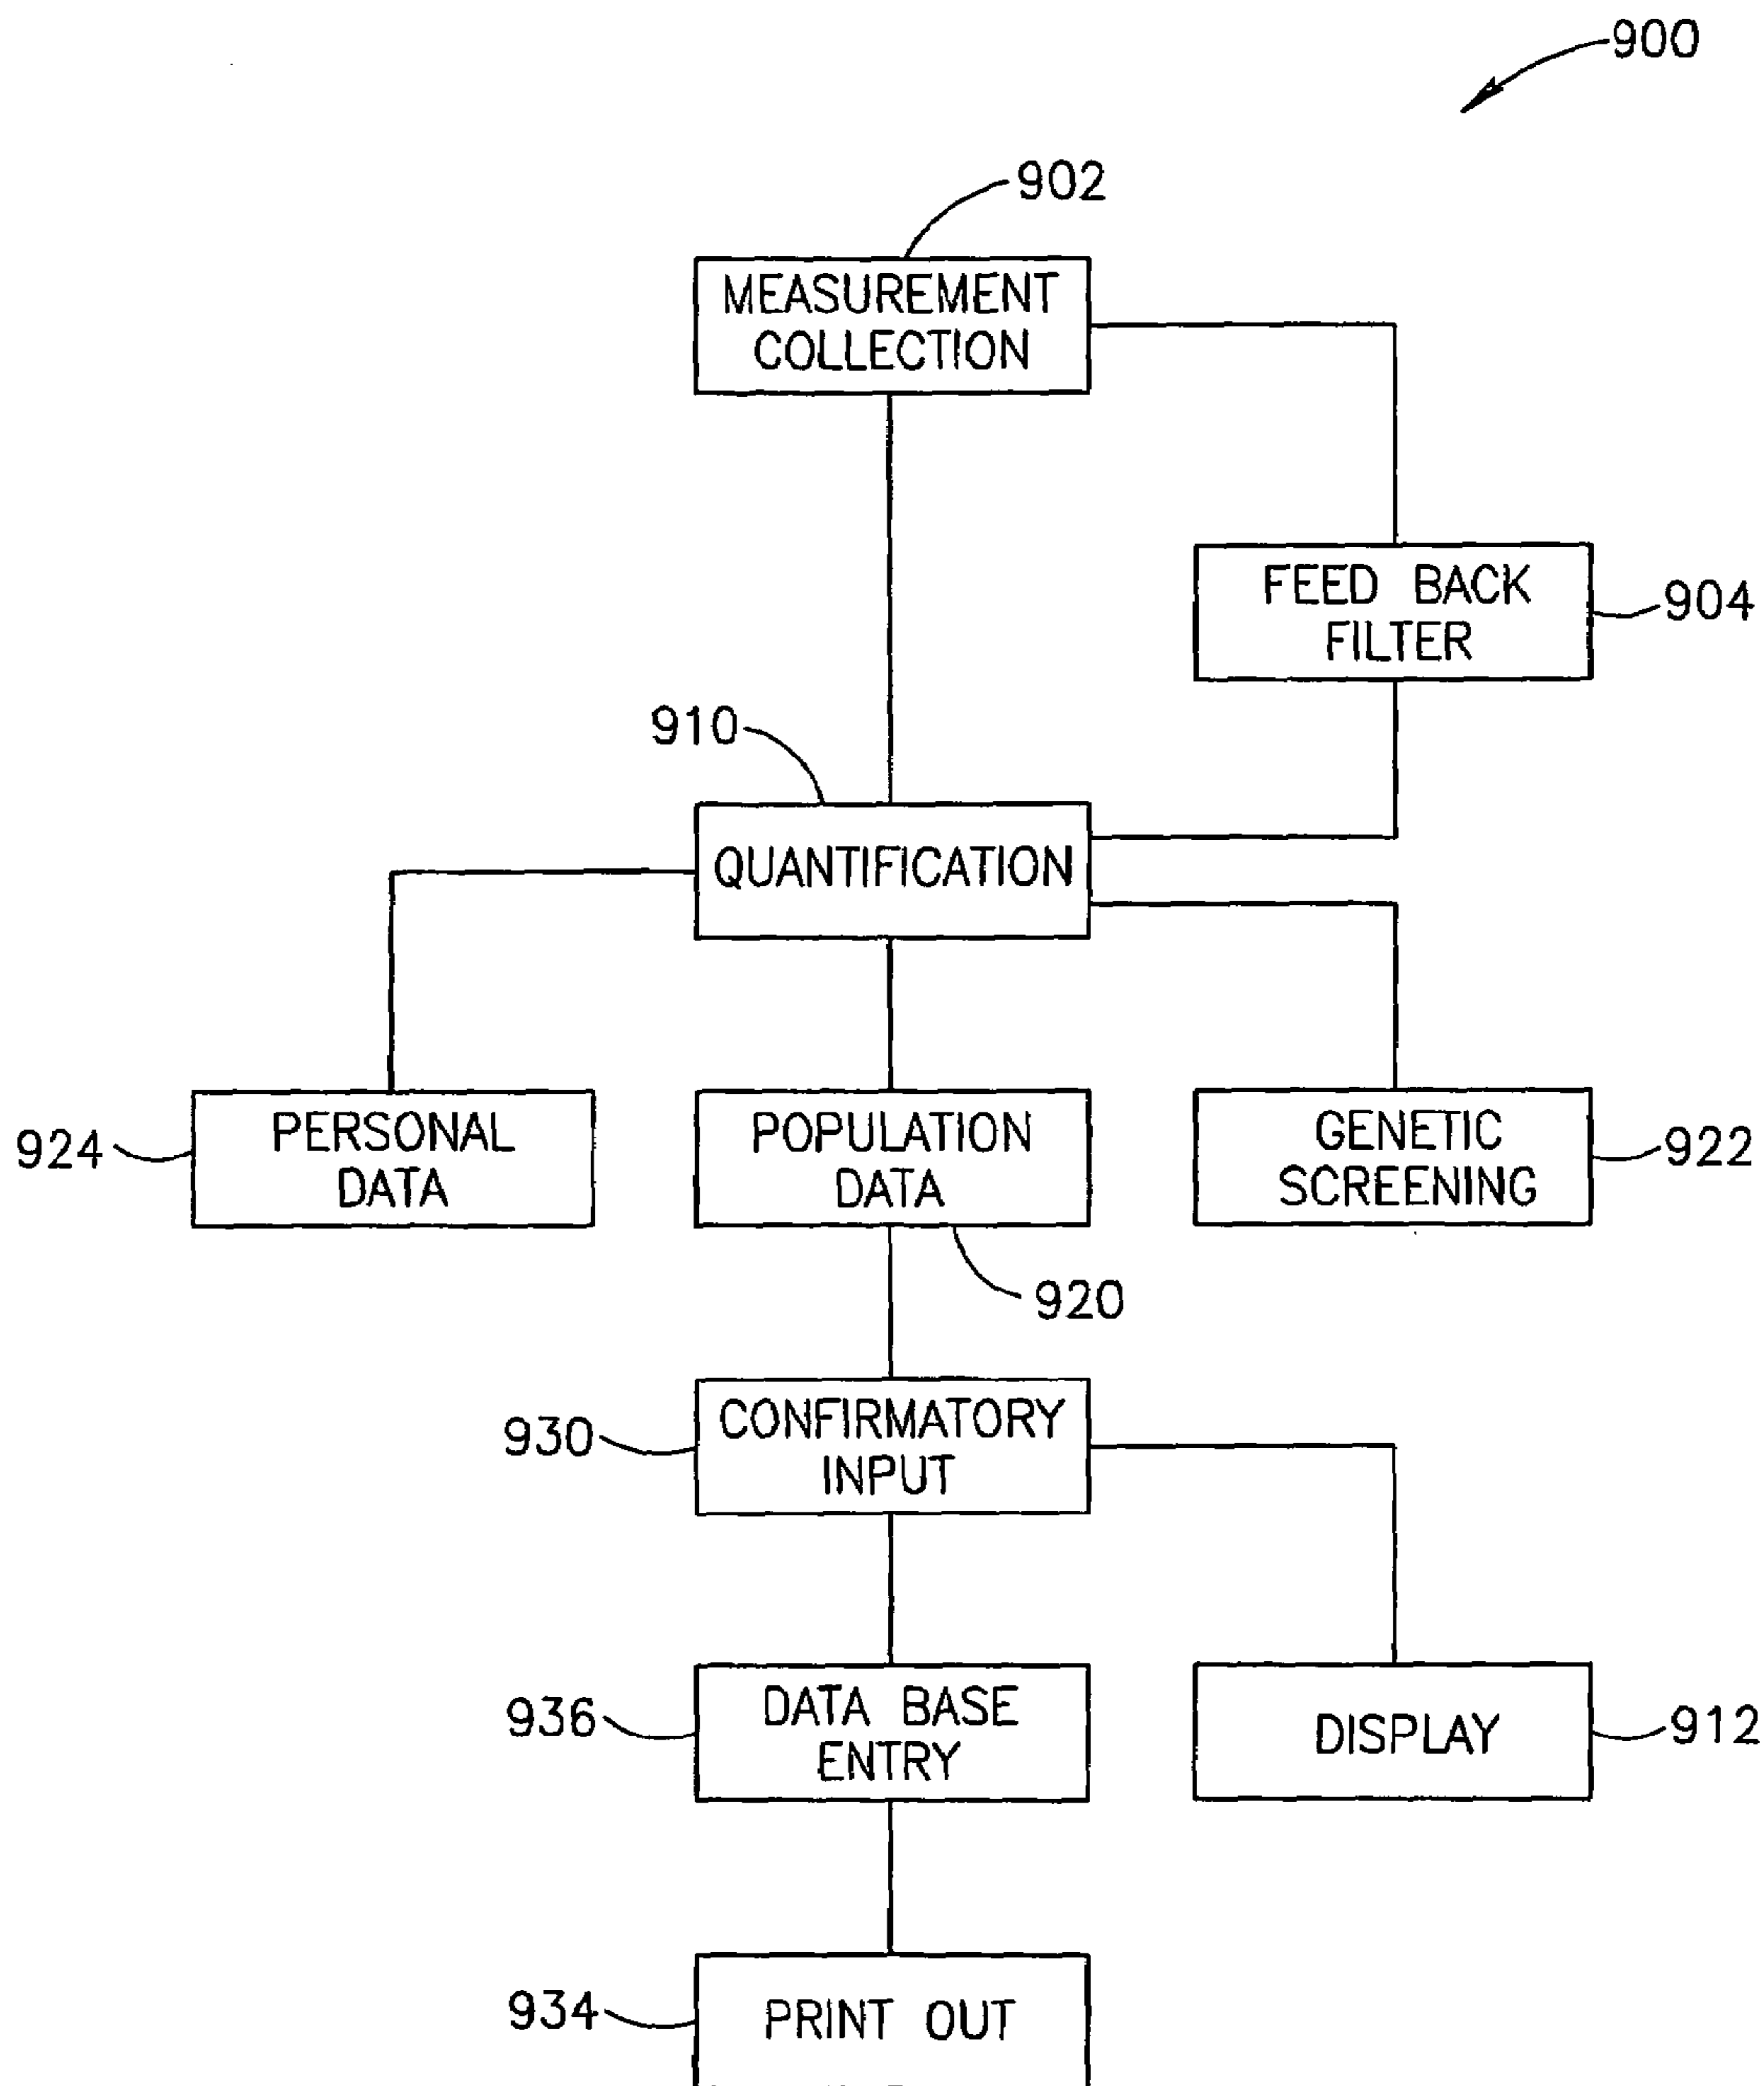 900
902
MEASUREMENT
COLLECTION
FEED BACK
FILTER
904
910
QUANTIFICATION
924
PERSONAL
DATA
POPULATION
DATA
GENETIC
SCREENING
922
920
930
CONFIRMATORY
INPUT
936
DATA BASE
ENTRY
DISPLAY
912
934
PRINT OUT